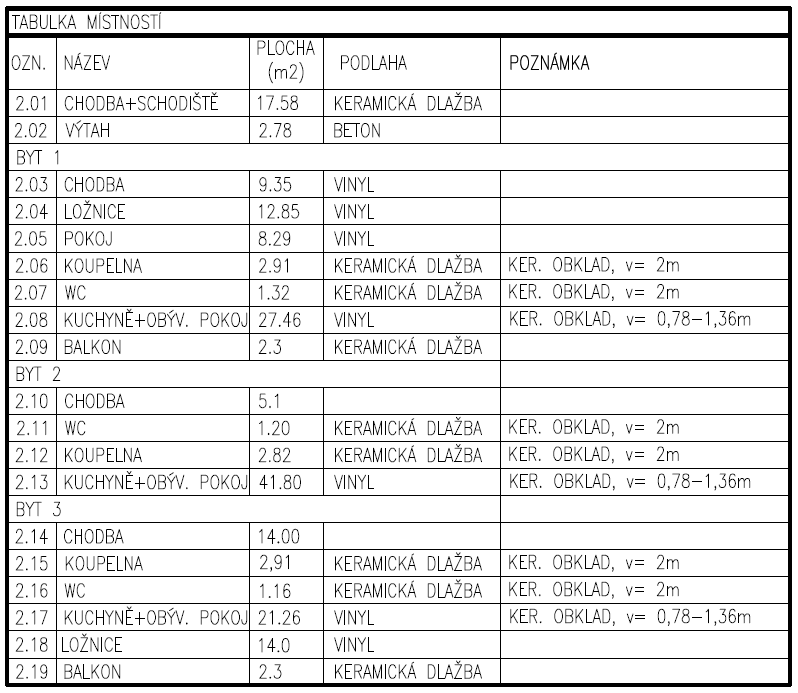 TABULKA MÍSTNOSTÍ
OZN. NÁZEV PLOCHA (m2) PODLAHA POZNÁMKA
2.01 CHODBA+SCHODIŠTĚ 17.58 KERAMICKÁ DLAŽBA
2.02 VÝTAH 2.78 BETON
BYT 1
2.03 CHODBA 9.35 VINYL
2.04 LOŽNICE 12.85 VINYL
2.05 POKOJ 8.29 VINYL
2.06 KOUPELNA 2.91 KERAMICKÁ DLAŽBA KER. OBKLAD, v= 2m
2.07 WC 1.32 KERAMICKÁ DLAŽBA KER. OBKLAD, v= 2m
2.08 KUCHYNĚ+OBÝV. POKOJ 27.46 VINYL KER. OBKLAD, v= 0,78-1,36m
2.09 BALKON 2.3 KERAMICKÁ DLAŽBA
BYT 2
2.10 CHODBA 5.1
2.11 WC 1.20 KERAMICKÁ DLAŽBA KER. OBKLAD, v= 2m
2.12 KOUPELNA 2.82 KERAMICKÁ DLAŽBA KER. OBKLAD, v= 2m
2.13 KUCHYNĚ+OBÝV. POKOJ 41.80 VINYL KER. OBKLAD, v= 0,78-1,36m
BYT 3
2.14 CHODBA 14.00
2.15 KOUPELNA 2,91 KERAMICKÁ DLAŽBA KER. OBKLAD, v= 2m
2.16 WC 1.16 KERAMICKÁ DLAŽBA KER. OBKLAD, v= 2m
2.17 KUCHYNĚ+OBÝV. POKOJ 21.26 VINYL KER. OBKLAD, v= 0,78-1,36m
2.18 LOŽNICE 14.0 VINYL
2.19 BALKON 2.3 KERAMICKÁ DLAŽBA